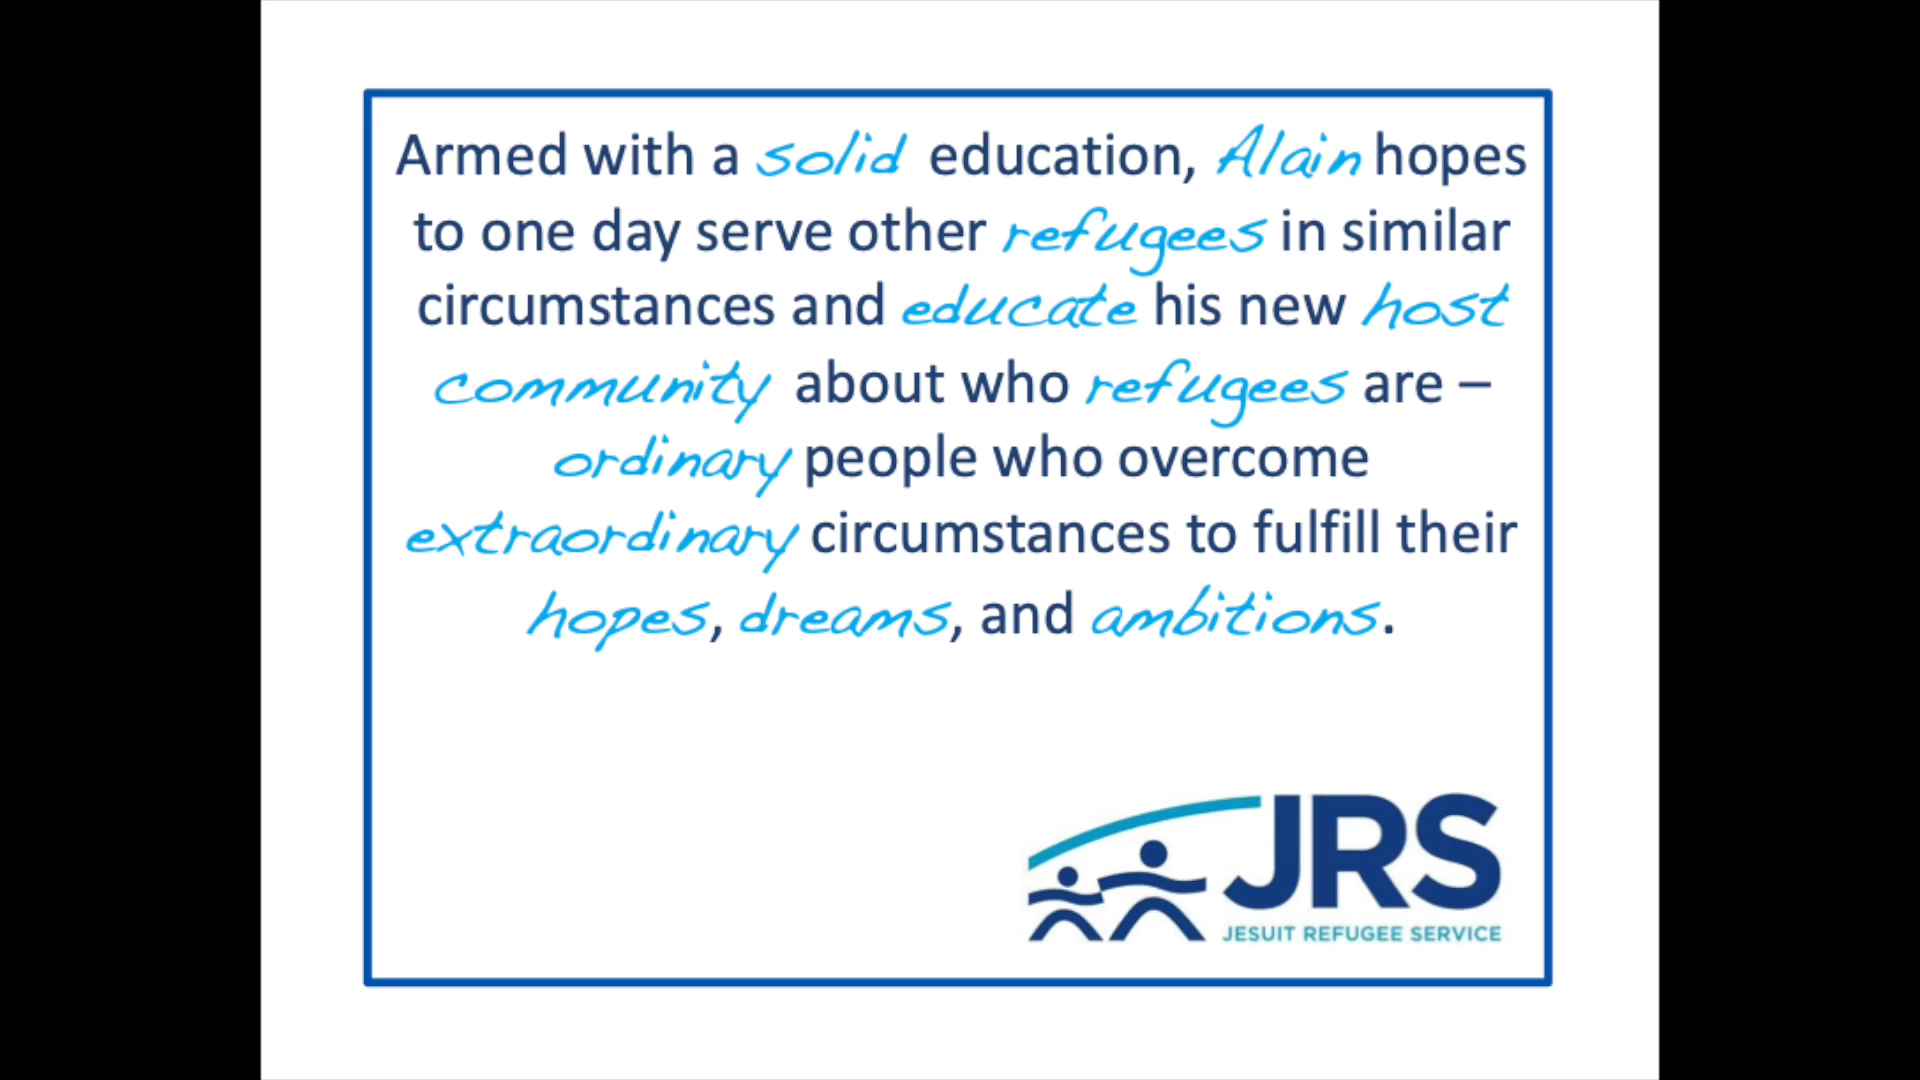 Armed with a solid education, Alain hopes
to one day serve other refugees in similar
circumstances and educate his new host
community about who refugees are –
ordinary people who overcome
extraordinary circumstances to fulfill their
hopes, dreams, and ambitions.
JRS
JESUIT REFUGEE SERVICE